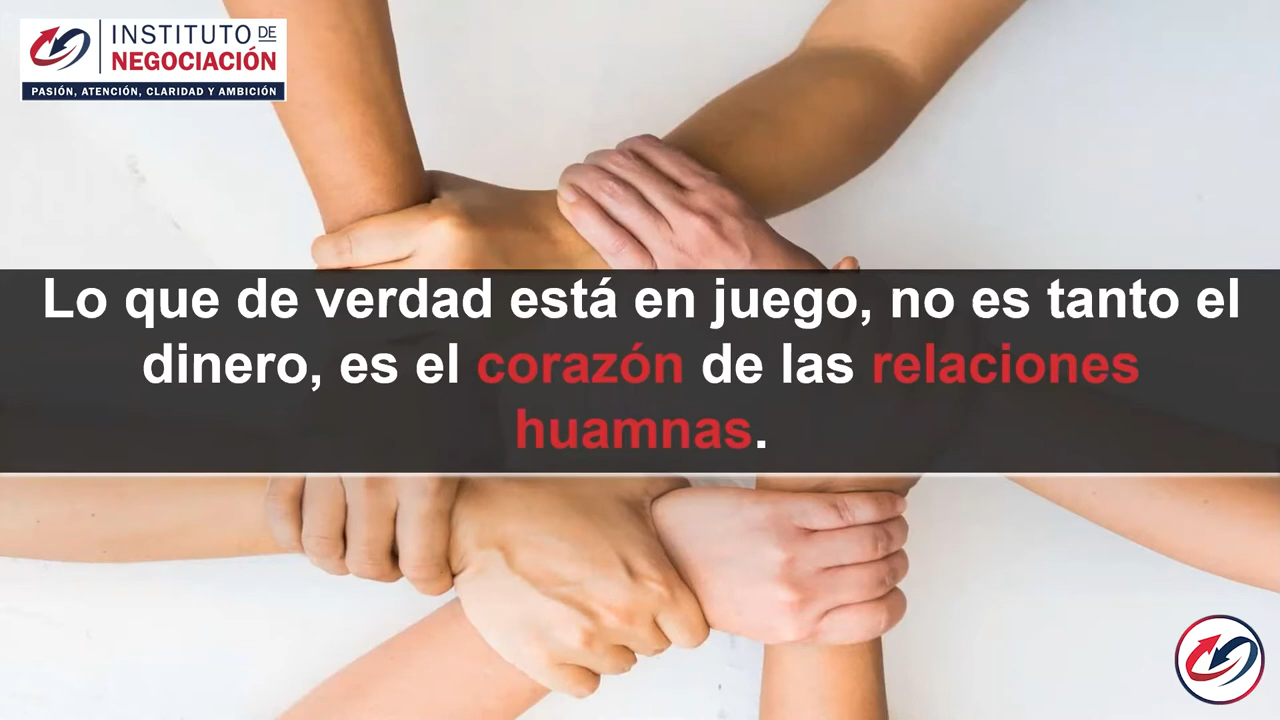 INSTITUTO DE
NEGOCIACIÓN
PASIÓN, ATENCIÓN, CLARIDAD Y AMBICIÓN
Lo que de verdad está en juego, no es tanto el
dinero, es el corazón de las relaciones
huamnas.